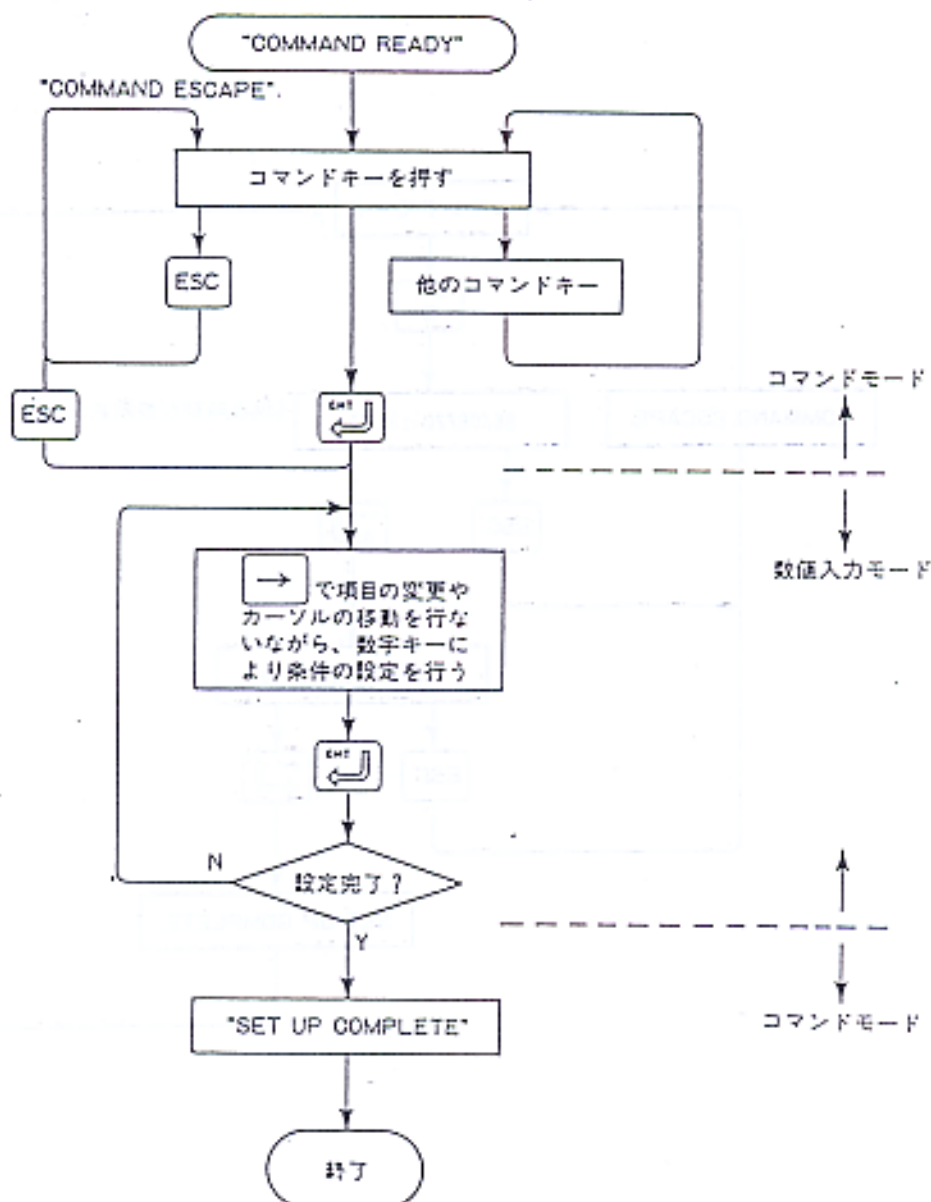 "COMMAND READY"
"COMMAND ESCAPE".
コマンドキーを押す
ESC
他のコマンドキー
コマンドモード
ESC
ENT
数値入力モード
→ で項目の変更や
カーソルの移動を行な
いながら、数字キーに
より条件の設定を行う
ENT
N
設定完了?
Y
"SET UP COMPLETE"
コマンドモード
終了